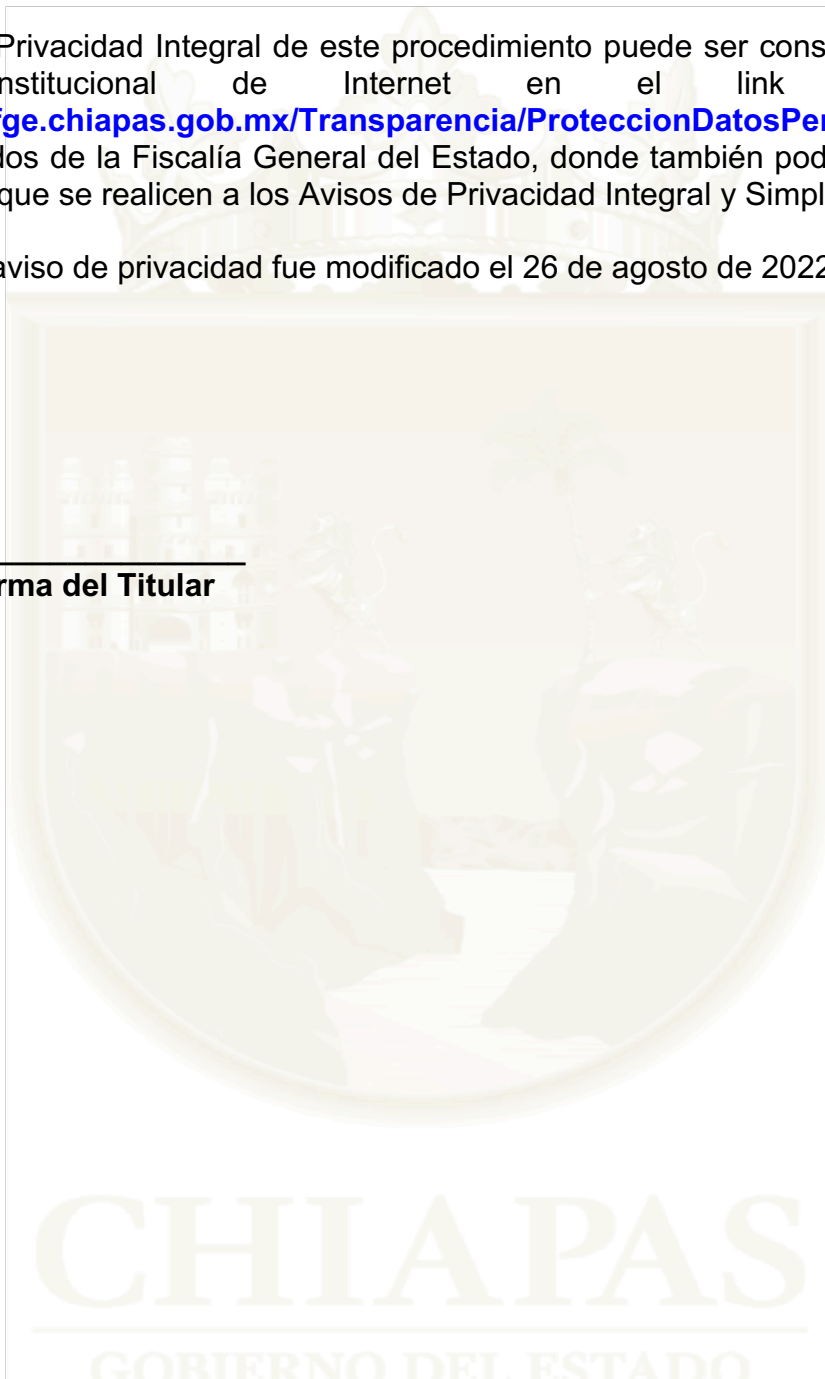 Privacidad Integral de este procedimiento puede ser cons
nstitucional de Internet en el link
fge.chiapas.gob.mx/Transparencia/ProteccionDatosPer
dos de la Fiscalía General del Estado, donde también pod
que se realicen a los Avisos de Privacidad Integral y Simpl
aviso de privacidad fue modificado el 26 de agosto de 2022
rma del Titular
CHIAPAS
GOBIERNO DEL ESTADO